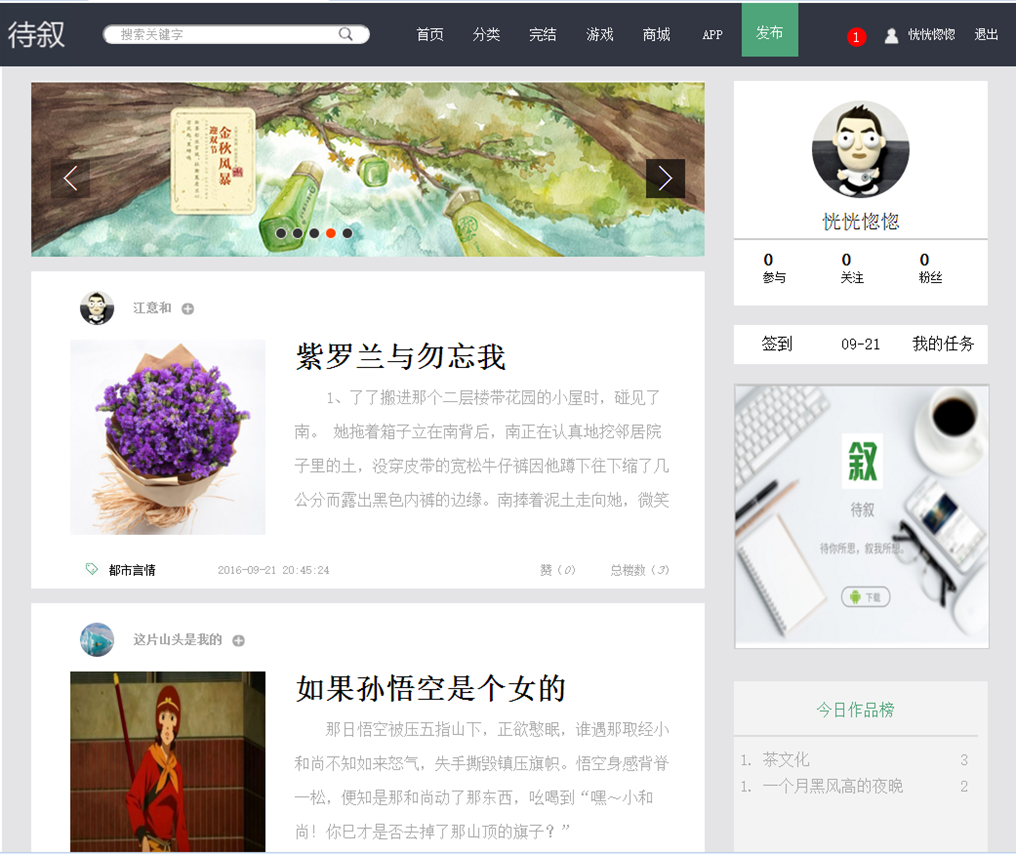 待叙
搜索关键字
首页 分类 完结 游戏 商城 APP 发布
1 恍恍惚惚 退出
金秋风暴
迎双节
恍恍惚惚
0 0 0
参与 关注 粉丝
签到 09-21 我的任务
江意和
紫罗兰与勿忘我
1、了了搬进那个二层楼带花园的小屋时，碰见了
南。 她拖着箱子立在南背后，南正在认真地挖邻居院
子里的土，没穿皮带的宽松牛仔裤因他蹲下往下缩了几
公分而露出黑色内裤的边缘。南捧着泥土走向她，微笑
都市言情 2016-09-21 20:45:24 赞（0） 总楼数（3）
叙
待叙
待你所思，叙我所想。
下载
这片山头是我的
如果孙悟空是个女的
那日悟空被压五指山下，正欲憨眠，谁遇那取经小
和尚不知如来怒气，失手撕毁镇压旗帜。悟空身感背脊
一松，便知是那和尚动了那东西，吆喝到“嘿～小和
尚！你巳才是否去掉了那山顶的旗子？”
今日作品榜
1. 茶文化 3
1. 一个月黑风高的夜晚 2